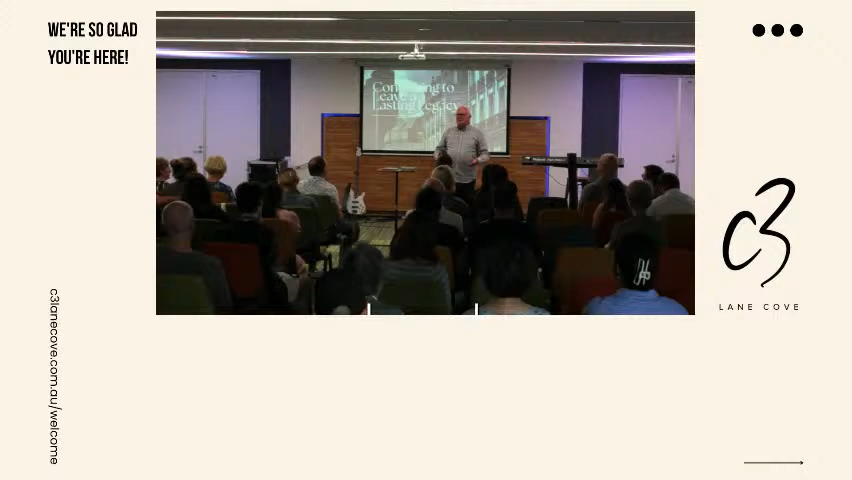 WE'RE SO GLAD
YOU'RE HERE!
Continuing to
Leave a
Lasting Legacy
c3
LANE COVE
c3lanecove.com.au/welcome